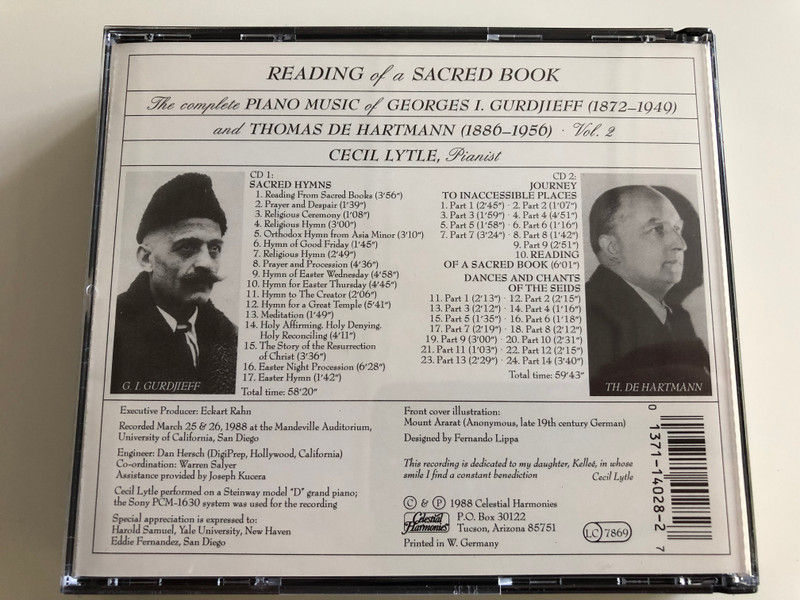 READING of a SACRED BOOK
The complete PIANO MUSIC of GEORGES I. GURDJIEFF (1872–1949)
and THOMAS DE HARTMANN (1886–1956) · Vol. 2
CECIL LYTLE, Pianist
CD 1:
SACRED HYMNS
1. Reading From Sacred Books (3'56")
2. Prayer and Despair (1'39")
3. Religious Ceremony (1'08")
4. Religious Hymn (3'00")
5. Orthodox Hymn from Asia Minor (3'10")
6. Hymn of Good Friday (1'45")
7. Religious Hymn (2'49")
8. Prayer and Procession (4'36")
9. Hymn of Easter Wednesday (4'58")
10. Hymn for Easter Thursday (4'45")
11. Hymn to The Creator (2'06")
12. Hymn for a Great Temple (5'41")
13. Meditation (1'49")
14. Holy Affirming. Holy Denying.
Holy Reconciling (4'11")
15. The Story of the Resurrection
of Christ (3'36")
16. Easter Night Procession (6'28")
17. Easter Hymn (1'42")
Total time: 58'20"
G. I. GURDJIEFF
CD 2:
JOURNEY
TO INACCESSIBLE PLACES
1. Part 1 (2'45") · 2. Part 2 (1'07")
3. Part 3 (1'59") · 4. Part 4 (4'51")
5. Part 5 (1'58") · 6. Part 6 (1'16")
7. Part 7 (3'24") · 8. Part 8 (1'42")
9. Part 9 (2'51")
10. READING
OF A SACRED BOOK (6'01")
DANCES AND CHANTS
OF THE SEIDS
11. Part 1 (2'13") · 12. Part 2 (2'15")
13. Part 3 (2'12") · 14. Part 4 (1'16")
15. Part 5 (1'35") · 16. Part 6 (1'18")
17. Part 7 (2'19") · 18. Part 8 (2'12")
19. Part 9 (3'00") · 20. Part 10 (2'31")
21. Part 11 (1'03") · 22. Part 12 (2'15")
23. Part 13 (2'29") · 24. Part 14 (3'40")
Total time: 59'43"
TH. DE HARTMANN
Executive Producer: Eckart Rahn
Recorded March 25 & 26, 1988 at the Mandeville Auditorium,
University of California, San Diego
Engineer: Dan Hersch (DigiPrep, Hollywood, California)
Co-ordination: Warren Salyer
Assistance provided by Joseph Kucera
Cecil Lytle performed on a Steinway model "D" grand piano;
the Sony PCM-1630 system was used for the recording
Special appreciation is expressed to:
Harold Samuel, Yale University, New Haven
Eddie Fernandez, San Diego
Front cover illustration:
Mount Ararat (Anonymous, late 19th century German)
Designed by Fernando Lippa
This recording is dedicated to my daughter, Kelleë, in whose
smile I find a constant benediction Cecil Lytle
© & ℗ 1988 Celestial Harmonies
Celestial Harmonies
P.O. Box 30122
Tucson, Arizona 85751
LC 7869
Printed in W. Germany
0 1371-14028-2 7